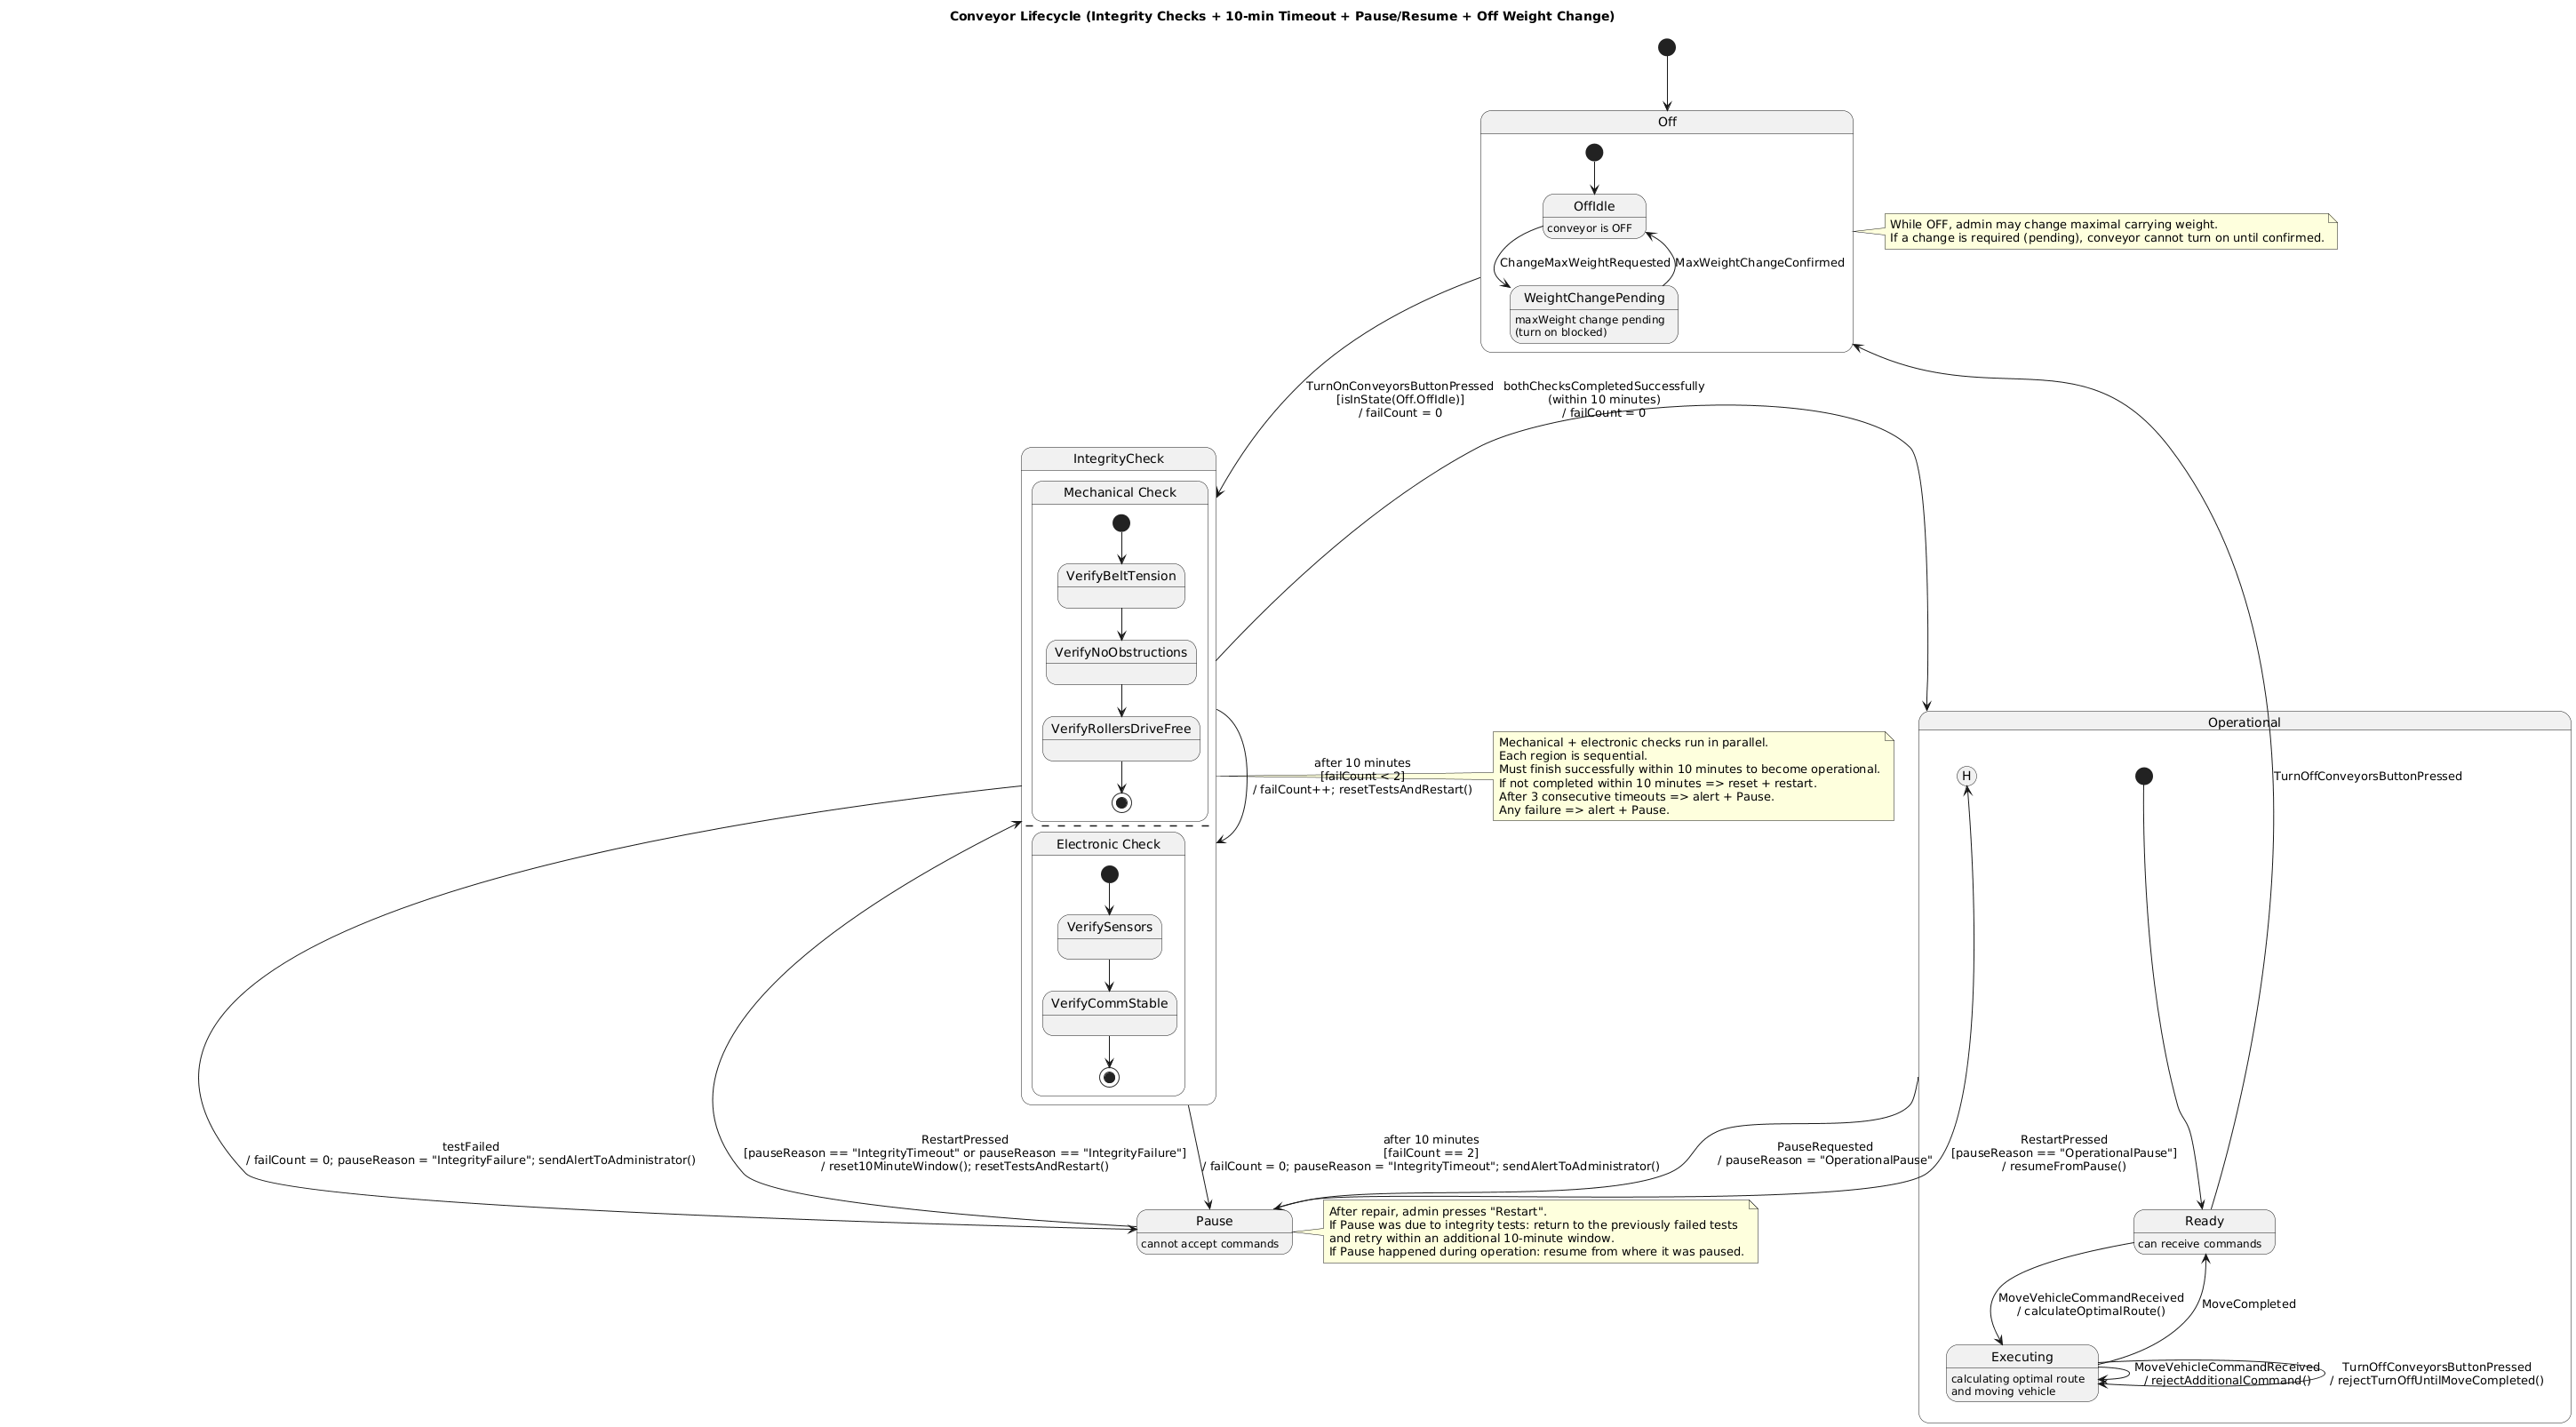 Conveyor Lifecycle (Integrity Checks + 10-min Timeout + Pause/Resume + Off Weight Change)
Off
OffIdle
conveyor is OFF
While OFF, admin may change maximal carrying weight.
If a change is required (pending), conveyor cannot turn on until confirmed.
ChangeMaxWeightRequested
MaxWeightChangeConfirmed
WeightChangePending
maxWeight change pending
(turn on blocked)
TurnOnConveyorsButtonPressed
[isInState(Off.OffIdle)]
/ failCount = 0
bothChecksCompletedSuccessfully
(within 10 minutes)
/ failCount = 0
IntegrityCheck
Mechanical Check
VerifyBeltTension
VerifyNoObstructions
VerifyRollersDriveFree
Electronic Check
VerifySensors
VerifyCommStable
after 10 minutes
[failCount < 2]
/ failCount++; resetTestsAndRestart()
Mechanical + electronic checks run in parallel.
Each region is sequential.
Must finish successfully within 10 minutes to become operational.
If not completed within 10 minutes => reset + restart.
After 3 consecutive timeouts => alert + Pause.
Any failure => alert + Pause.
Operational
H
TurnOffConveyorsButtonPressed
testFailed
/ failCount = 0; pauseReason = "IntegrityFailure"; sendAlertToAdministrator()
RestartPressed
[pauseReason == "IntegrityTimeout" or pauseReason == "IntegrityFailure"]
/ reset10MinuteWindow(); resetTestsAndRestart()
after 10 minutes
[failCount == 2]
/ failCount = 0; pauseReason = "IntegrityTimeout"; sendAlertToAdministrator()
PauseRequested
/ pauseReason = "OperationalPause"
RestartPressed
[pauseReason == "OperationalPause"]
/ resumeFromPause()
Pause
cannot accept commands
After repair, admin presses "Restart".
If Pause was due to integrity tests: return to the previously failed tests
and retry within an additional 10-minute window.
If Pause happened during operation: resume from where it was paused.
Ready
can receive commands
MoveVehicleCommandReceived
/ calculateOptimalRoute()
MoveCompleted
Executing
calculating optimal route
and moving vehicle
MoveVehicleCommandReceived
/ rejectAdditionalCommand()
TurnOffConveyorsButtonPressed
/ rejectTurnOffUntilMoveCompleted()